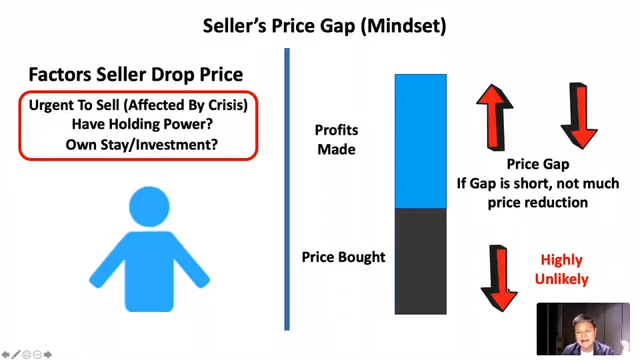 Seller's Price Gap (Mindset)
Factors Seller Drop Price
Urgent To Sell (Affected By Crisis)
Have Holding Power?
Own Stay/Investment?
Profits
Made
Price Bought
Price Gap
If Gap is short, not much
price reduction
Highly
Unlikely